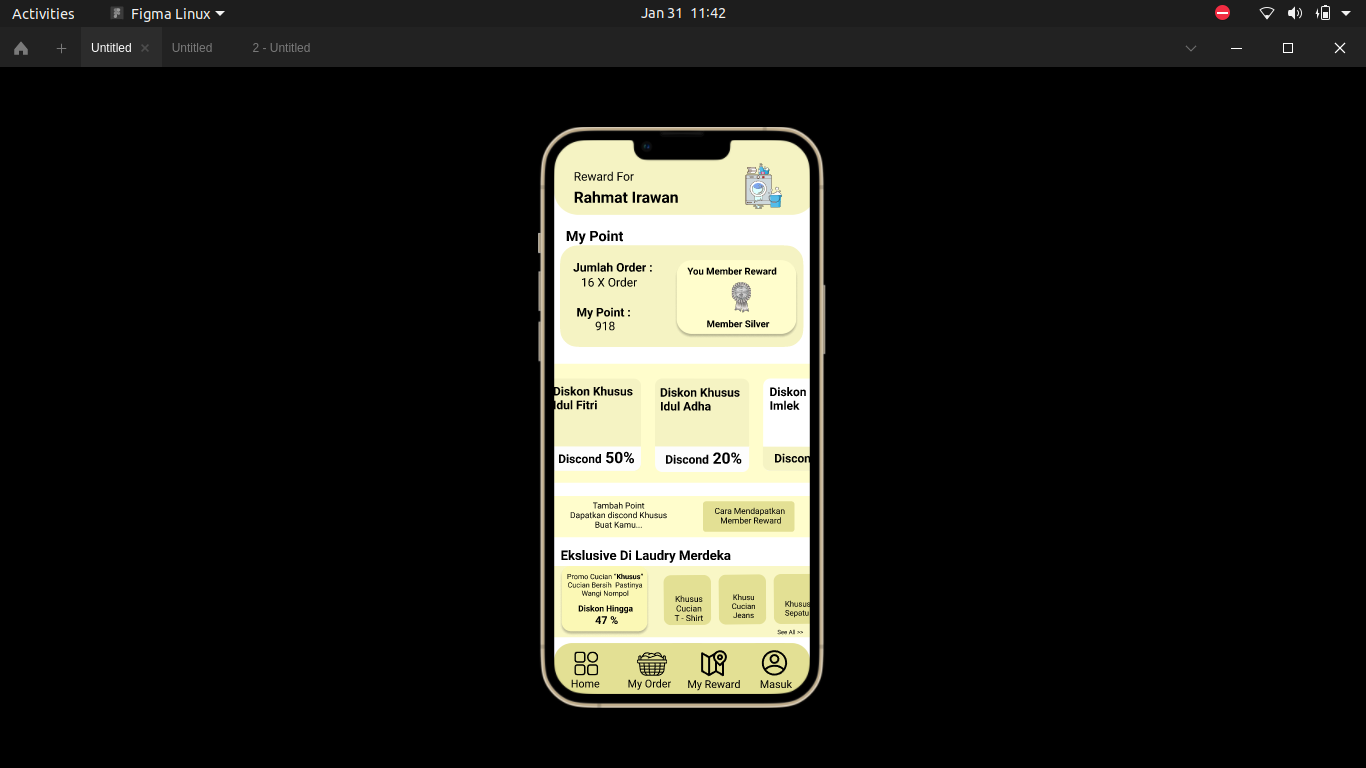 Activities
Figma Linux
Jan 31 11:42
Untitled
Untitled
2 - Untitled
Reward For
Rahmat Irawan
My Point
Jumlah Order :
16 X Order
My Point :
918
You Member Reward
Member Silver
Diskon Khusus
Idul Fitri
Discond 50%
Diskon Khusus
Idul Adha
Discond 20%
Diskon
Imlek
Discon
Tambah Point
Dapatkan discond Khusus
Buat Kamu...
Cara Mendapatkan
Member Reward
Ekslusive Di Laudry Merdeka
Promo Cucian "Khusus"
Cucian Bersih Pastinya
Wangi Nompol
Diskon Hingga
47 %
Khusus
Cucian
T - Shirt
Khusu
Cucian
Jeans
Khusus
Sepatu
See All >>
Home
My Order
My Reward
Masuk